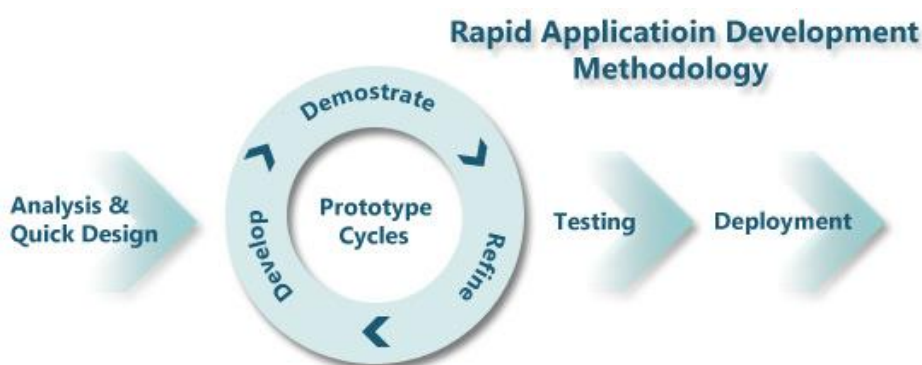 Rapid Applicatioin Development
Methodology
Analysis &
Quick Design
Demostrate
Develop
Refine
Prototype
Cycles
Testing
Deployment